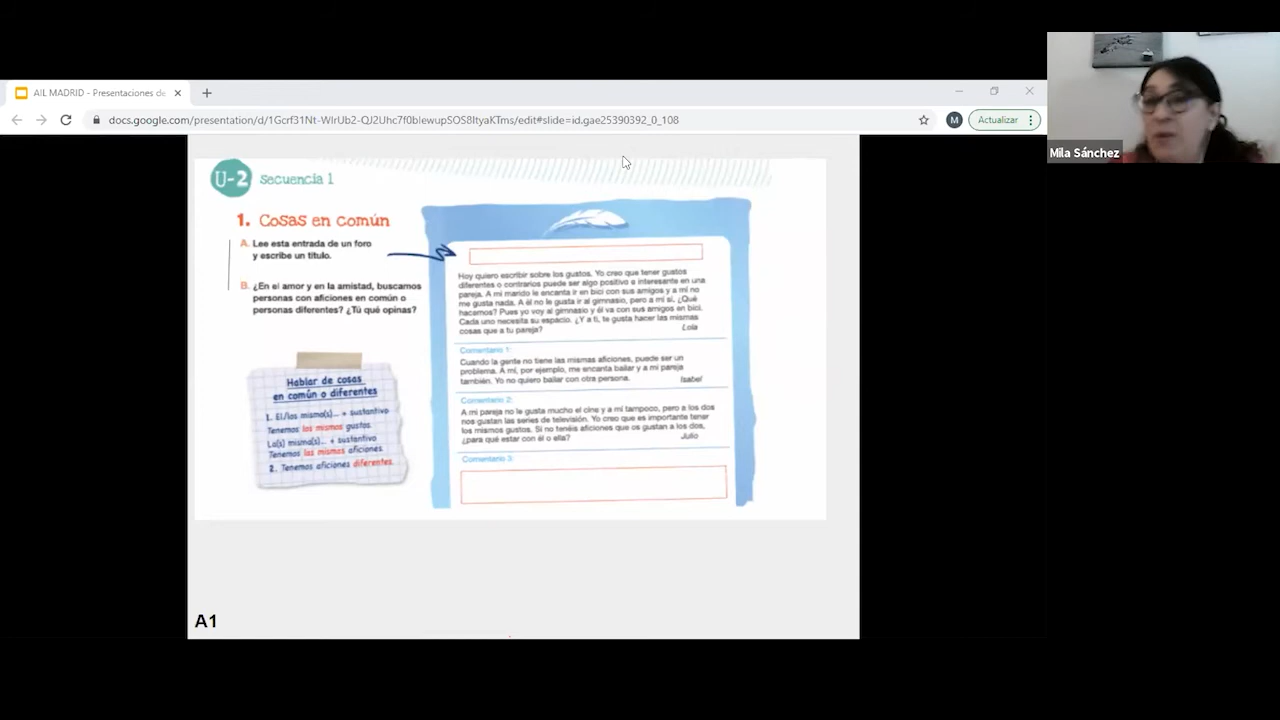 AIL MADRID - Presentaciones de
docs.google.com/presentation/d/1Gcrf31Nt-WIrUb2-QJ2Uhc7f0blewupSOS8ItyaKTms/edit#slide=id.gae25390392_0_108
M
Actualizar
Mila Sánchez
U-2 Secuencia 1
1. Cosas en común
A. Lee esta entrada de un foro
y escribe un título.
B. ¿En el amor y en la amistad, buscamos
personas con aficiones en común o
personas diferentes? ¿Tú qué opinas?
Hablar de cosas
en común o diferentes
1. El/los mismo(s)... + sustantivo
Tenemos los mismos gustos.
La(s) misma(s)... + sustantivo
Tenemos las mismas aficiones.
2. Tenemos aficiones diferentes.
Hoy quiero escribir sobre los gustos. Yo creo que tener gustos
diferentes o contrarios puede ser algo positivo e interesante en una
pareja. A mi marido le encanta ir en bici con sus amigos y a mí no
me gusta nada. A él no le gusta ir al gimnasio, pero a mí sí. ¿Qué
hacemos? Pues yo voy al gimnasio y él va con sus amigos en bici.
Cada uno necesita su espacio. ¿Y a ti, te gusta hacer las mismas
cosas que a tu pareja?
Lola
Comentario 1:
Cuando la gente no tiene las mismas aficiones, puede ser un
problema. A mí, por ejemplo, me encanta bailar y a mi pareja
también. Yo no quiero bailar con otra persona.
Isabel
Comentario 2:
A mi pareja no le gusta mucho el cine y a mí tampoco, pero a los dos
nos gustan las series de televisión. Yo creo que es importante tener
los mismos gustos. Si no tenéis aficiones que os gustan a los dos,
¿para qué estar con él o ella?
Julio
Comentario 3:
A1